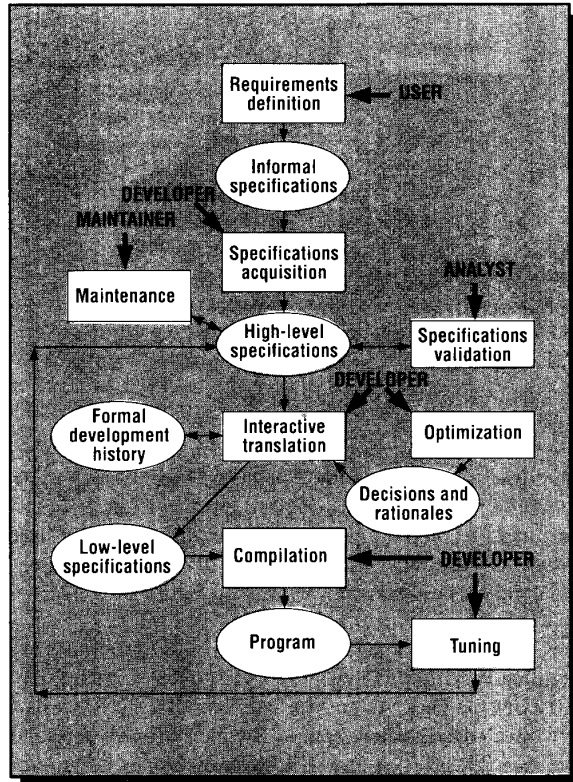 Requirements
definition
USER
Informal
specifications
DEVELOPER
MAINTAINER
Specifications
acquisition
ANALYST
Maintenance
High-level
specifications
Specifications
validation
DEVELOPER
Formal
development
history
Interactive
translation
Optimization
Decisions and
rationales
Low-level
specifications
Compilation
DEVELOPER
Program
Tuning